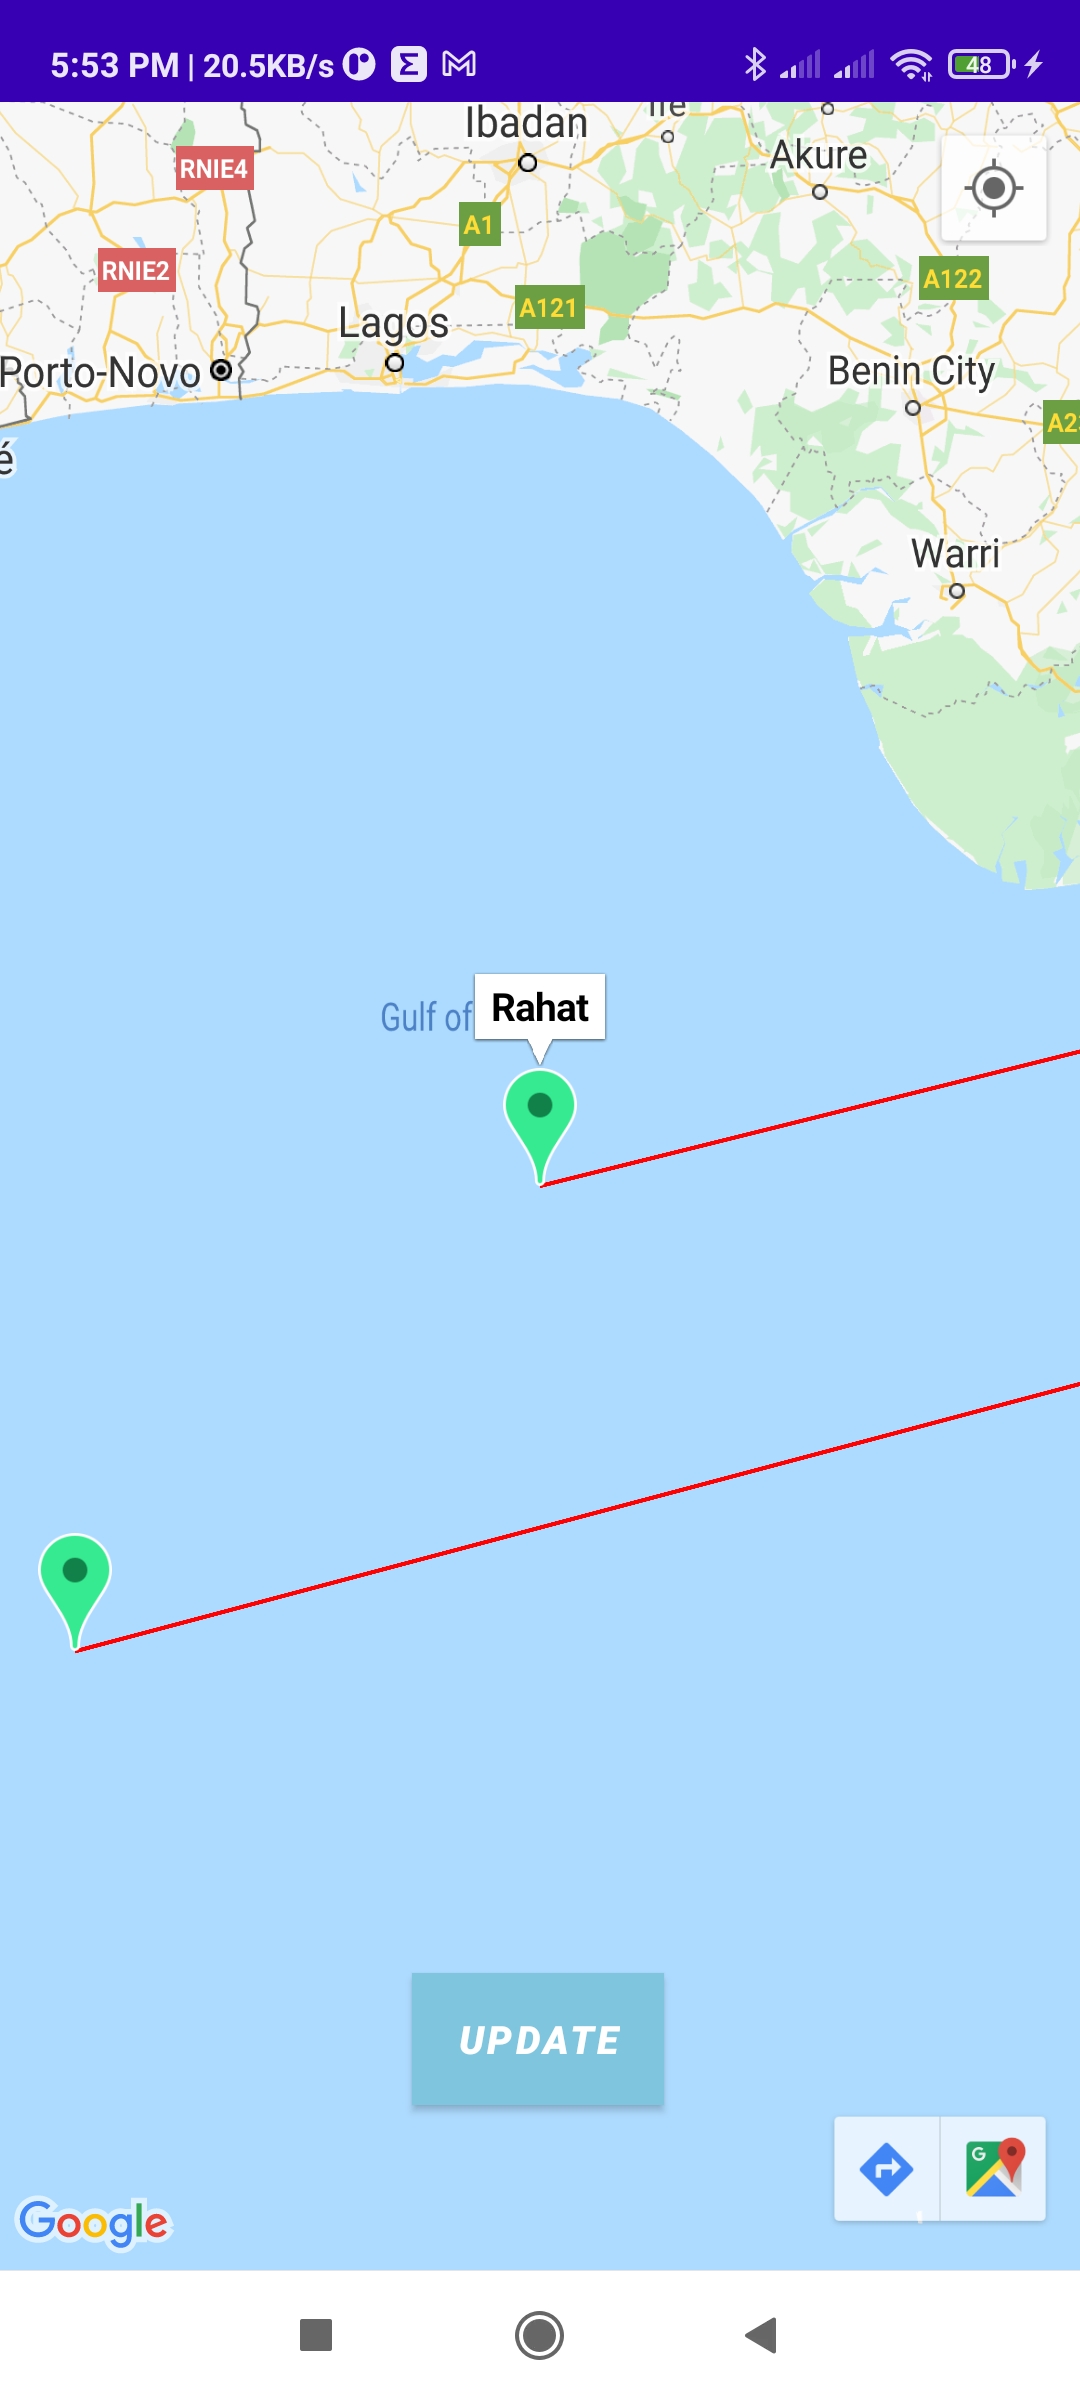 5:53 PM | 20.5KB/s
48
Ibadan
Ife
Akure
RNIE4
A1
RNIE2
A122
A121
Lagos
Porto-Novo
Benin City
A23
é
Warri
Gulf of
Rahat
UPDATE
Google